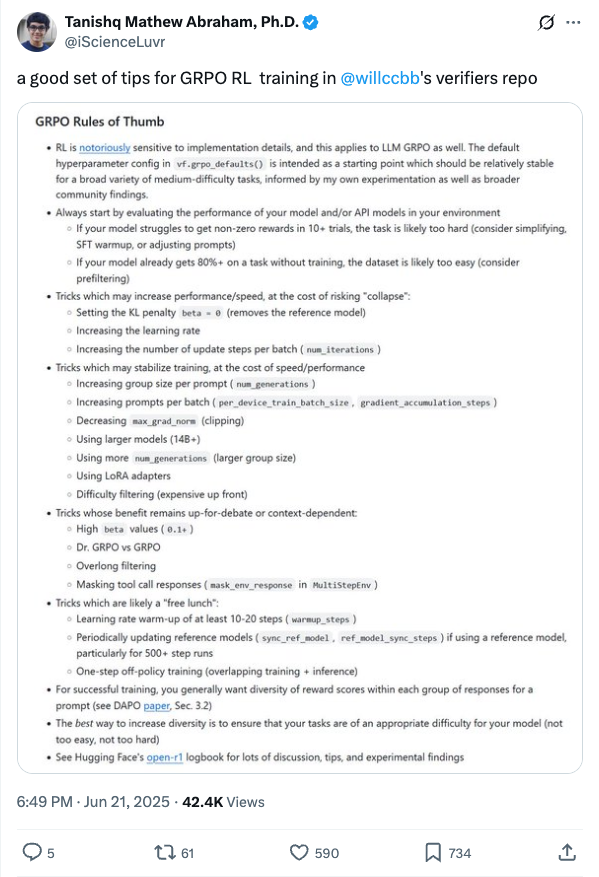 Tanishq Mathew Abraham, Ph.D.
@iScienceLuvr
a good set of tips for GRPO RL training in @willccbb's verifiers repo
GRPO Rules of Thumb
• RL is notoriously sensitive to implementation details, and this applies to LLM GRPO as well. The default
hyperparameter config in vf.grpo_defaults() is intended as a starting point which should be relatively stable
for a broad variety of medium-difficulty tasks, informed by my own experimentation as well as broader
community findings.
• Always start by evaluating the performance of your model and/or API models in your environment
○ If your model struggles to get non-zero rewards in 10+ trials, the task is likely too hard (consider simplifying,
SFT warmup, or adjusting prompts)
○ If your model already gets 80%+ on a task without training, the dataset is likely too easy (consider
prefiltering)
• Tricks which may increase performance/speed, at the cost of risking "collapse":
○ Setting the KL penalty beta = 0 (removes the reference model)
○ Increasing the learning rate
○ Increasing the number of update steps per batch ( num_iterations )
• Tricks which may stabilize training, at the cost of speed/performance
○ Increasing group size per prompt ( num_generations )
○ Increasing prompts per batch ( per_device_train_batch_size , gradient_accumulation_steps )
○ Decreasing max_grad_norm (clipping)
○ Using larger models (14B+)
○ Using more num_generations (larger group size)
○ Using LoRA adapters
○ Difficulty filtering (expensive up front)
• Tricks whose benefit remains up-for-debate or context-dependent:
○ High beta values ( 0.1+ )
○ Dr. GRPO vs GRPO
○ Overlong filtering
○ Masking tool call responses ( mask_env_response in MultiStepEnv )
• Tricks which are likely a "free lunch":
○ Learning rate warm-up of at least 10-20 steps ( warmup_steps )
○ Periodically updating reference models ( sync_ref_model , ref_model_sync_steps ) if using a reference model,
particularly for 500+ step runs
○ One-step off-policy training (overlapping training + inference)
• For successful training, you generally want diversity of reward scores within each group of responses for a
prompt (see DAPO paper, Sec. 3.2)
• The best way to increase diversity is to ensure that your tasks are of an appropriate difficulty for your model (not
too easy, not too hard)
• See Hugging Face's open-r1 logbook for lots of discussion, tips, and experimental findings
6:49 PM · Jun 21, 2025 · 42.4K Views
5 61 590 734